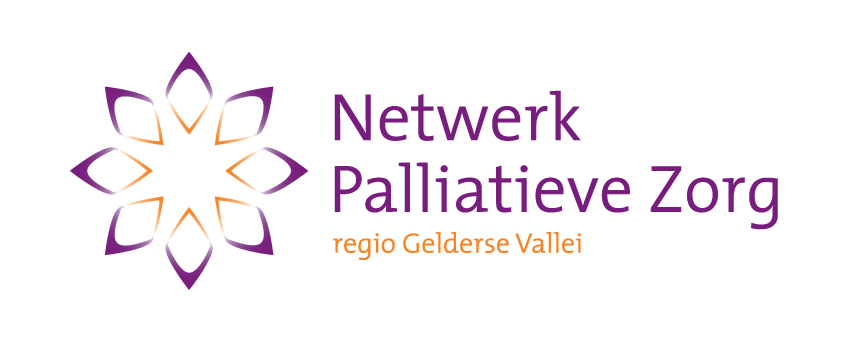 Netwerk
Palliatieve Zorg
regio Gelderse Vallei